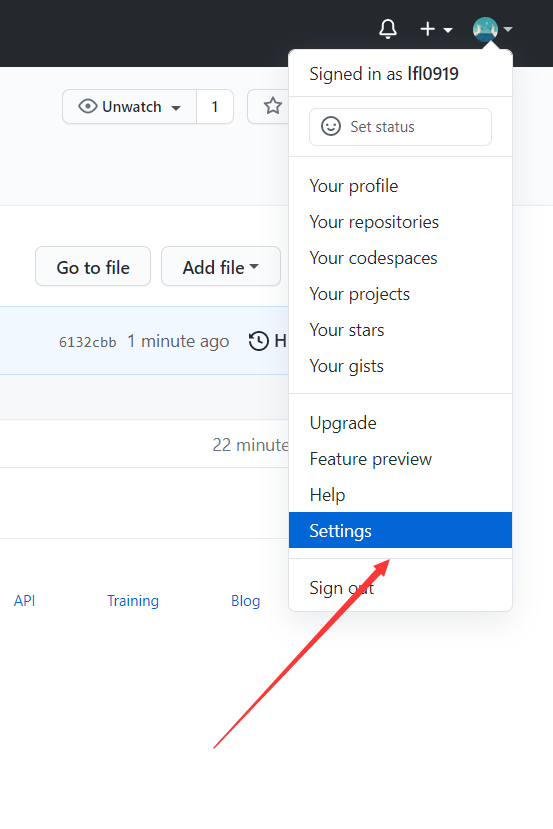 Signed in as lfl0919
Unwatch 1
Set status
Your profile
Your repositories
Your codespaces
Your projects
Your stars
Your gists
Go to file Add file
6132cbb 1 minute ago H
22 minute
Upgrade
Feature preview
Help
Settings
Sign out
API Training Blog